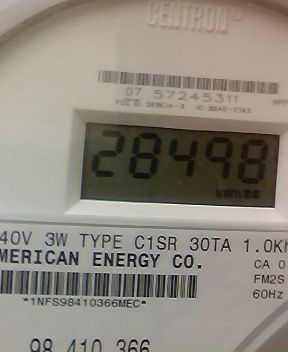 CENTRON®
07 57245311
28498
kWh
40V 3W TYPE C1SR 30TA 1.0Kh
MERICAN ENERGY CO. CA 0
FM2S
*1NFS98410366MEC* 60Hz
98 410 366